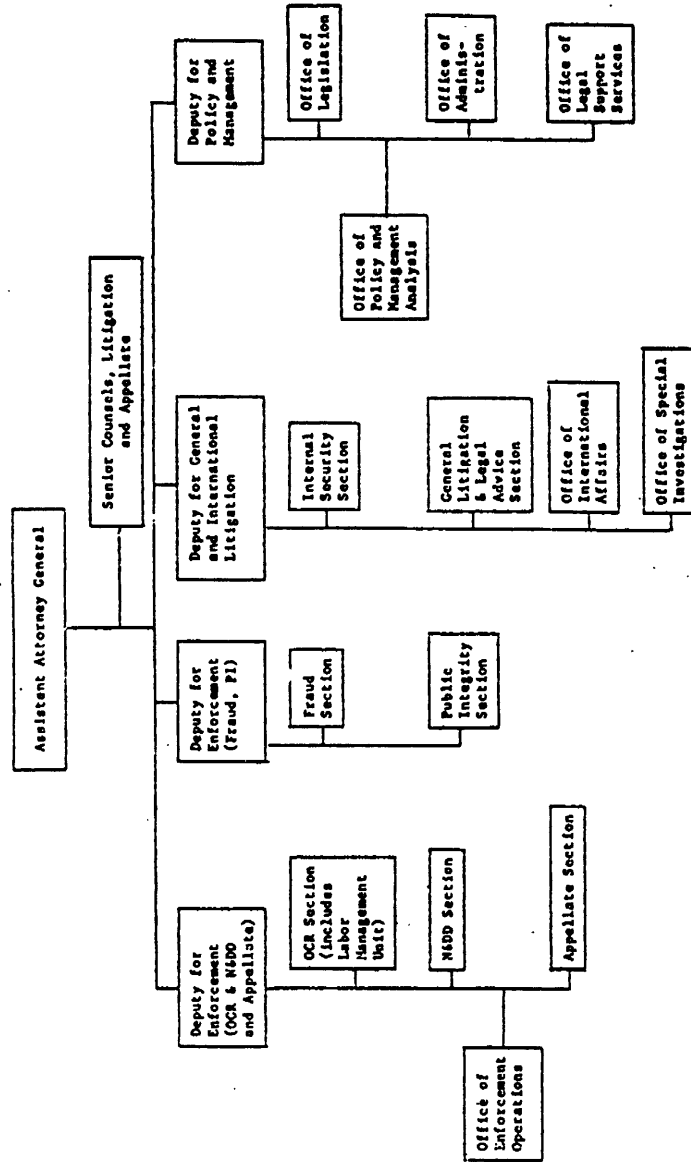 Assistent Attorney General
Senior Counsels, Litigation
and Appellate
Deputy for
Enforcement
(OCR & N&DD
and Appellate)
Deputy for
Enforcement
(Fraud, PI)
Deputy for General
and International
Litigation
Deputy for
Policy and
Management
OCR Section
(includes
Labor
Management
Unit)
N&DD Section
Office of
Enforcement
Operations
Appellate Section
Fraud
Section
Public
Integrity
Section
Internal
Security
Section
General
Litigation
& Legal
Advice
Section
Office of
International
Affairs
Office of Special
Investigations
Office of
Legislation
Office of
Policy and
Management
Analysis
Office of
Adminis-
tration
Office of
Legal
Support
Services